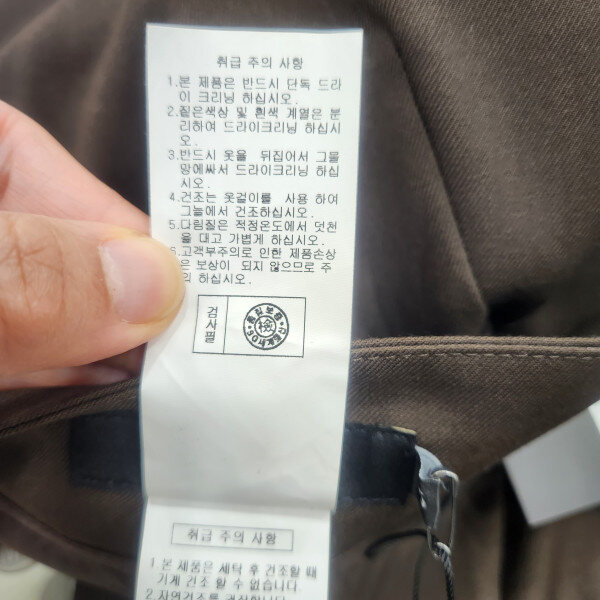 취급 주의 사항
1.본 제품은 반드시 단독 드라
이 크리닝 하십시오.
2.짙은색상 및 흰색 계열은 분
리하여 드라이크리닝 하십시
오.
3.반드시 옷을 뒤집어서 그물
망에싸서 드라이크리닝 하십
시오.
4.건조는 옷걸이를 사용 하여
그늘에서 건조하십시오.
5.다림질은 적정온도에서 덧천
을 대고 가볍게 하십시오.
6.고객부주의로 인한 제품손상
은 보상이 되지 않으므로 주
의 하십시오.
검사필
취급 주의 사항
1.본 제품은 세탁 후 건조할 때
기계 건조 할 수 없습니다.
2.자연건조를